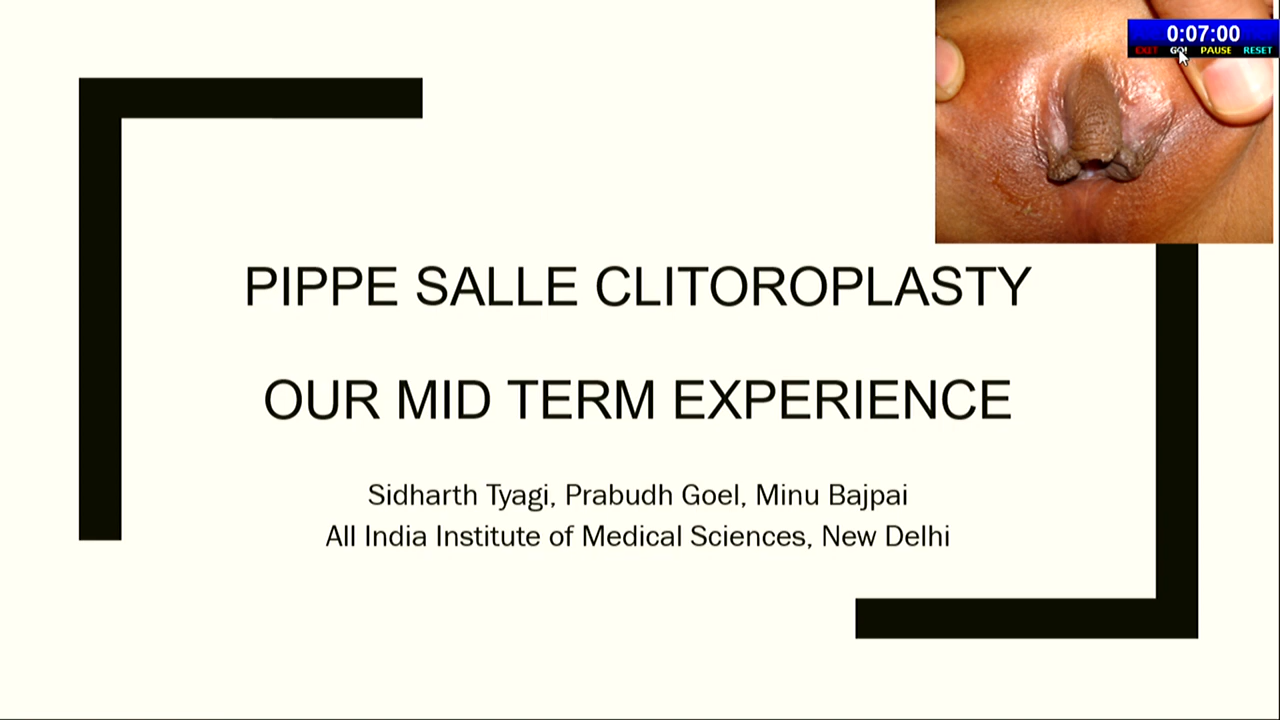 0:07:00
EXIT GO! PAUSE RESET
PIPPE SALLE CLITOROPLASTY
OUR MID TERM EXPERIENCE
Sidharth Tyagi, Prabudh Goel, Minu Bajpai
All India Institute of Medical Sciences, New Delhi